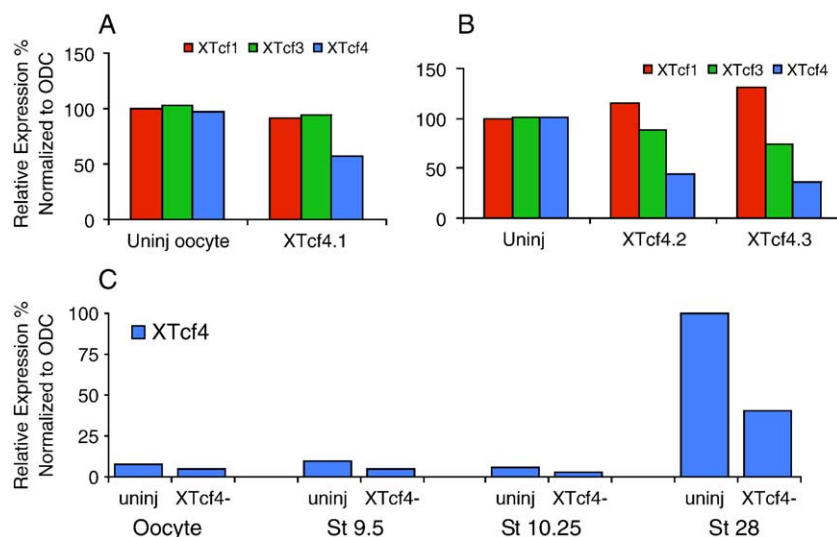 A
XTcf1 XTcf3 XTcf4
Relative Expression %
Normalized to ODC
150
100
50
0
Uninj oocyte XTcf4.1
B
XTcf1 XTcf3 XTcf4
150
100
50
0
Uninj XTcf4.2 XTcf4.3
C
XTcf4
Relative Expression %
Normalized to ODC
100
75
50
25
0
uninj XTcf4- uninj XTcf4- uninj XTcf4- uninj XTcf4-
Oocyte St 9.5 St 10.25 St 28